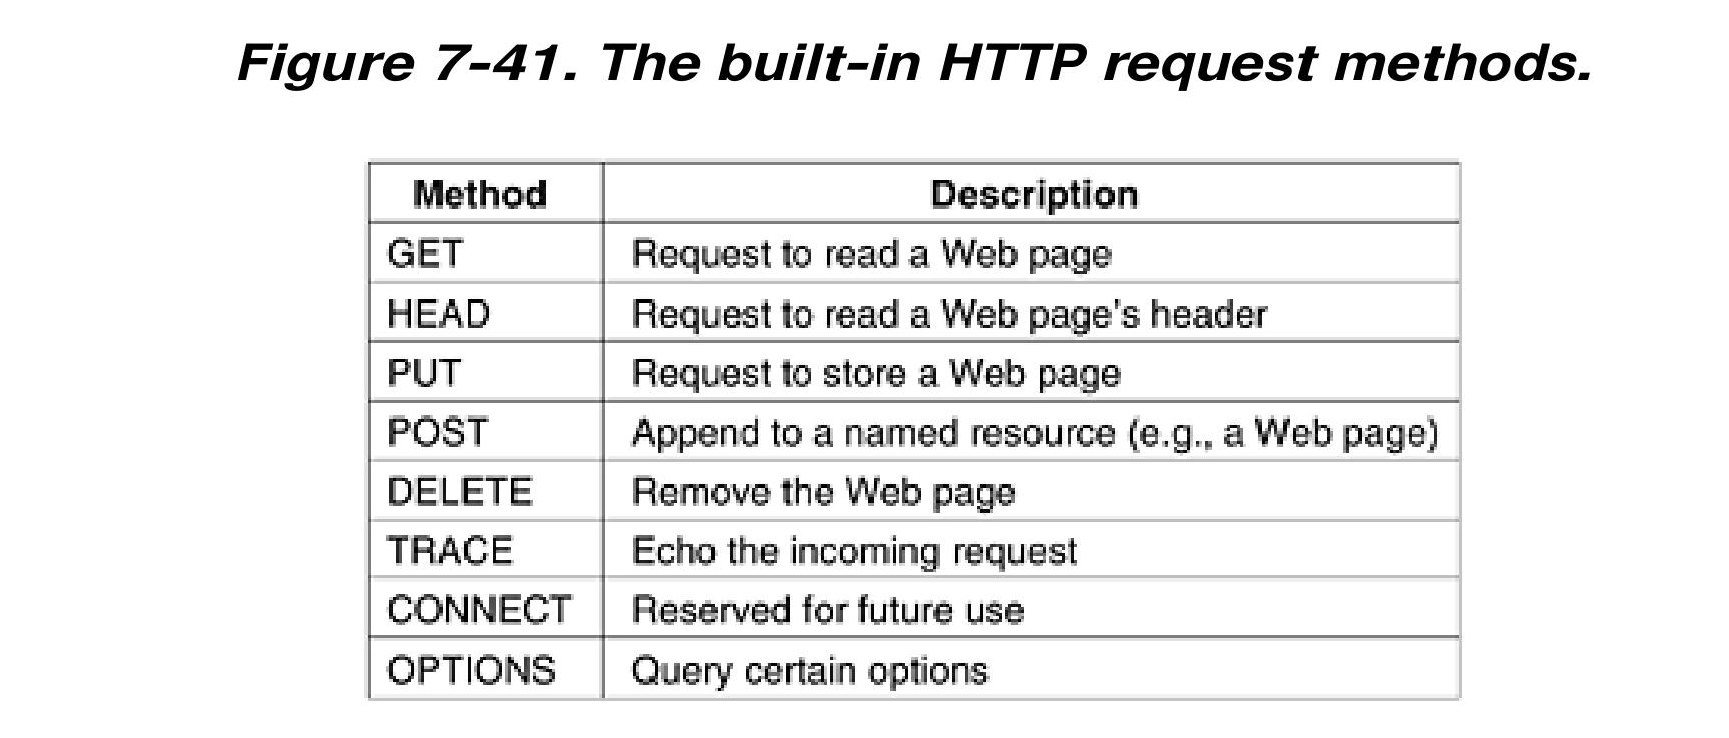 Figure 7-41. The built-in HTTP request methods.
Method Description
GET Request to read a Web page
HEAD Request to read a Web page's header
PUT Request to store a Web page
POST Append to a named resource (e.g., a Web page)
DELETE Remove the Web page
TRACE Echo the incoming request
CONNECT Reserved for future use
OPTIONS Query certain options